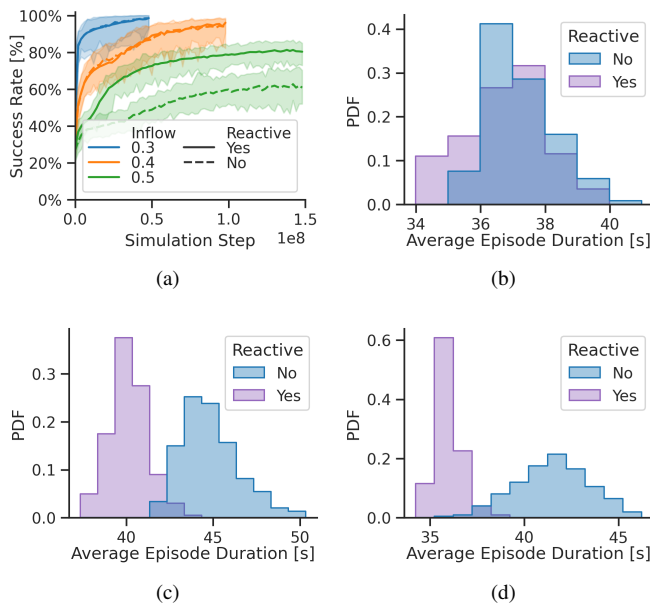 100%
80%
60%
40%
20%
0%
Success Rate [%]
Inflow
0.3
0.4
0.5
Reactive
Yes
No
0.0 0.5 1.0 1.5
1e8
Simulation Step
(a)
0.4
0.3
0.2
0.1
0.0
PDF
Reactive
No
Yes
34 36 38 40
Average Episode Duration [s]
(b)
0.3
0.2
0.1
0.0
PDF
Reactive
No
Yes
40 45 50
Average Episode Duration [s]
(c)
0.6
0.4
0.2
0.0
PDF
Reactive
No
Yes
35 40 45
Average Episode Duration [s]
(d)